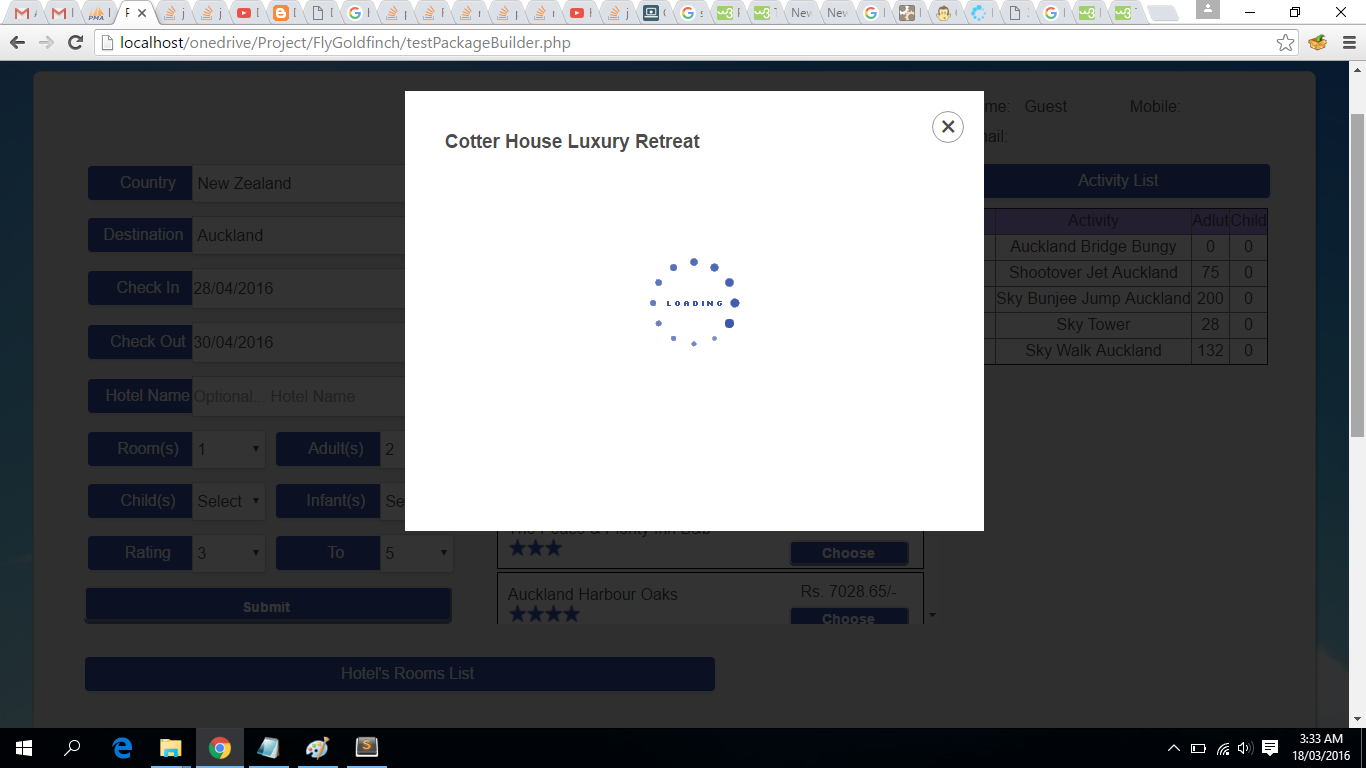 localhost/onedrive/Project/FlyGoldfinch/testPackageBuilder.php
Guest Mobile:
Cotter House Luxury Retreat
LOADING
Country New Zealand
Destination Auckland
Check In 28/04/2016
Check Out 30/04/2016
Hotel Name Optional... Hotel Name
Room(s) 1 Adult(s) 2
Child(s) Select Infant(s) Se
Rating 3 To 5
Submit
Activity List
Activity Adlut Child
Auckland Bridge Bungy 0 0
Shootover Jet Auckland 75 0
Sky Bunjee Jump Auckland 200 0
Sky Tower 28 0
Sky Walk Auckland 132 0
Choose
Auckland Harbour Oaks Rs. 7028.65/-
Choose
Hotel's Rooms List
3:33 AM
18/03/2016